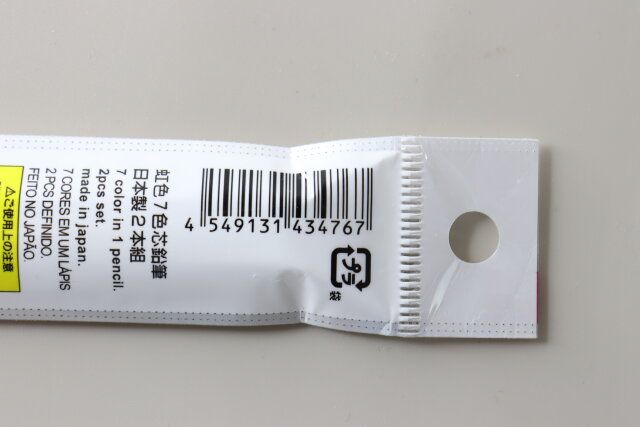 4 549131 434767
プラ
袋
虹色7色芯鉛筆
日本製2本組
7 color in 1 pencil.
2pcs set.
made in japan.
7 CORES EM UM LÁPIS
2 PCS DEFINIDO.
FEITO NO JAPÃO.
⚠ご使用上の注意